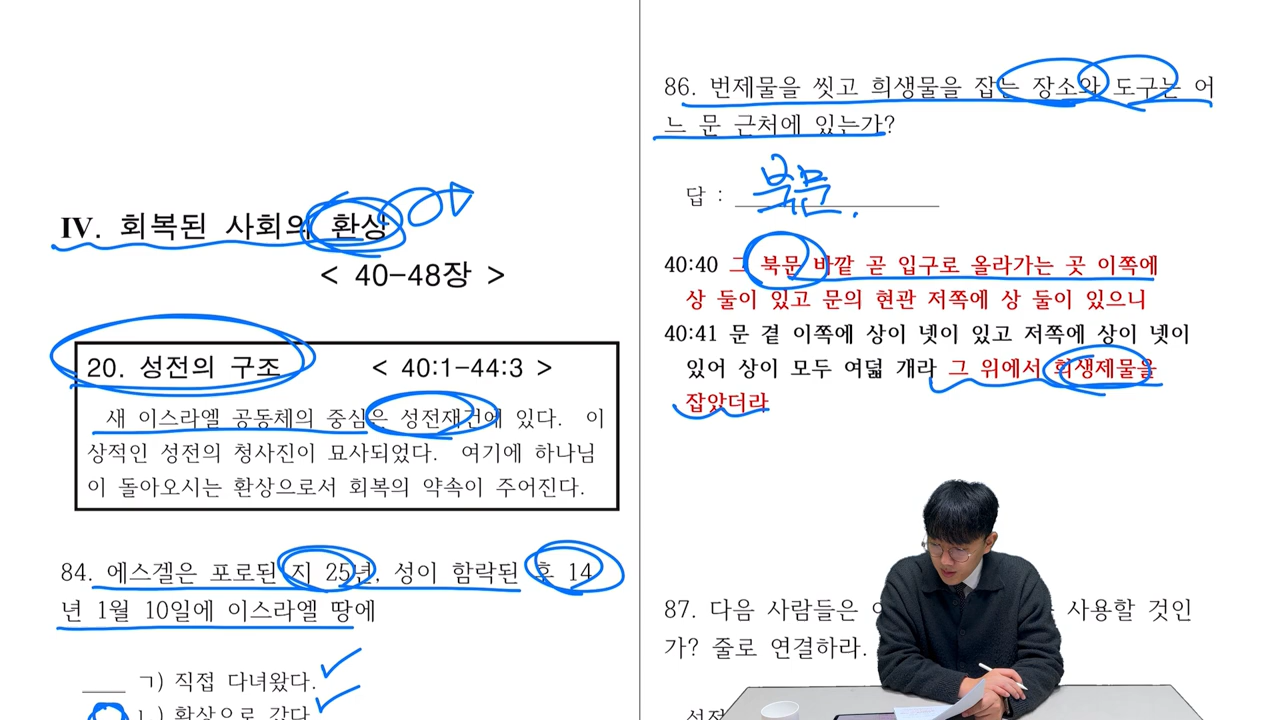 IV. 회복된 사회의 환상
< 40-48장 >
20. 성전의 구조 < 40:1-44:3 >
새 이스라엘 공동체의 중심은 성전재건에 있다. 이
상적인 성전의 청사진이 묘사되었다. 여기에 하나님
이 돌아오시는 환상으로서 회복의 약속이 주어진다.
84. 에스겔은 포로된 지 25년, 성이 함락된 후 14
년 1월 10일에 이스라엘 땅에
ㄱ) 직접 다녀왔다.
ㄴ) 환상으로 갔다.
86. 번제물을 씻고 희생물을 잡는 장소와 도구는 어
느 문 근처에 있는가?
답 : 북문.
40:40 그 북문 바깥 곧 입구로 올라가는 곳 이쪽에
상 둘이 있고 문의 현관 저쪽에 상 둘이 있으니
40:41 문 곁 이쪽에 상이 넷이 있고 저쪽에 상이 넷이
있어 상이 모두 여덟 개라 그 위에서 희생제물을
잡았더라
87. 다음 사람들은 사용할 것인
가? 줄로 연결하라.